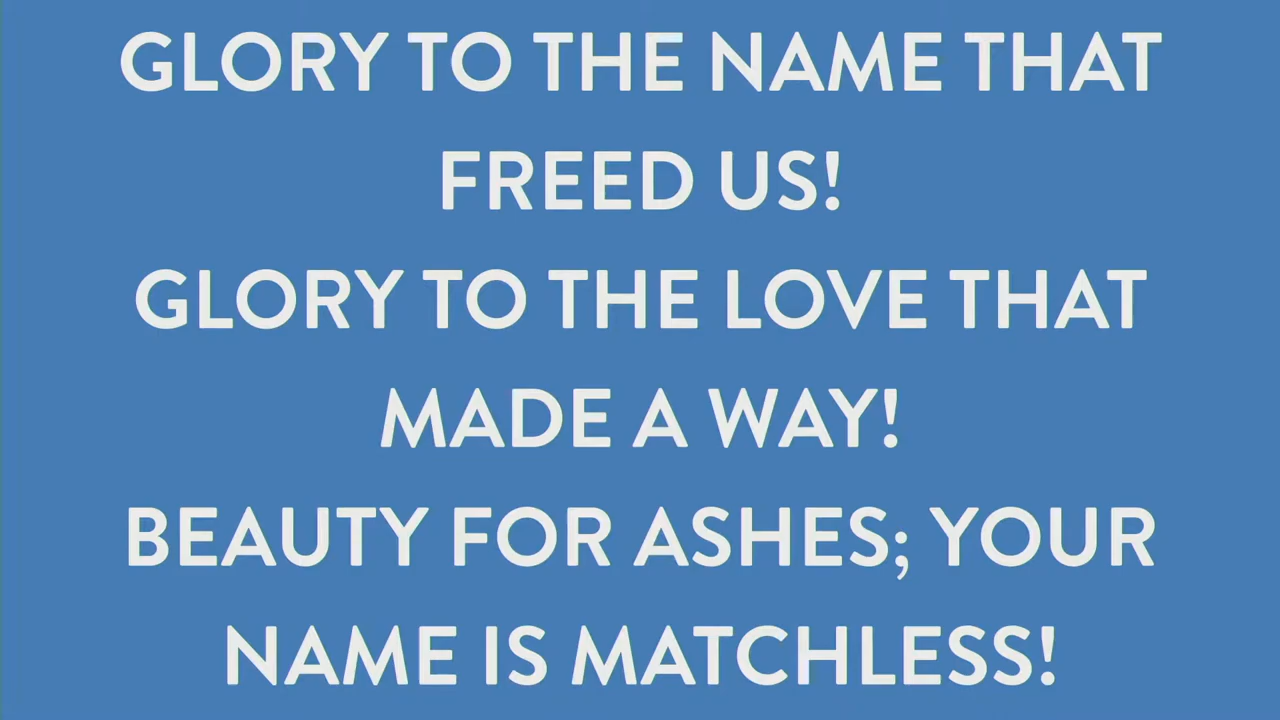 GLORY TO THE NAME THAT
FREED US!
GLORY TO THE LOVE THAT
MADE A WAY!
BEAUTY FOR ASHES; YOUR
NAME IS MATCHLESS!